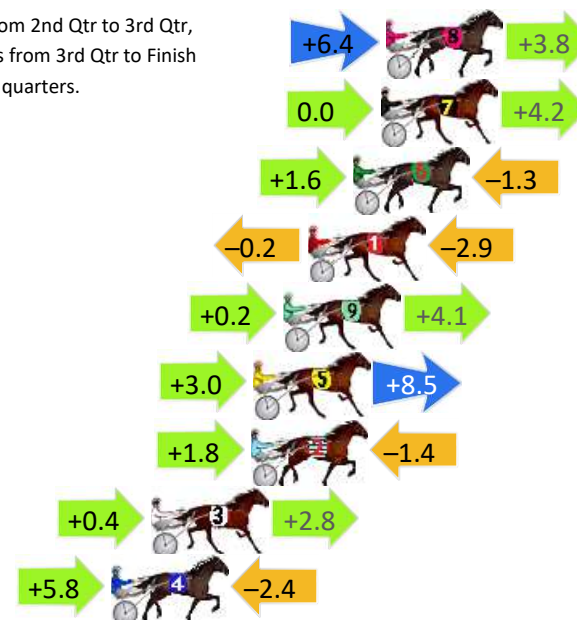 om 2nd Qtr to 3rd Qtr,
s from 3rd Qtr to Finish
quarters.
+6.4 8 +3.8
0.0 7 +4.2
+1.6 6 –1.3
–0.2 1 –2.9
+0.2 9 +4.1
+3.0 5 +8.5
+1.8 –1.4
+0.4 3 +2.8
+5.8 4 –2.4